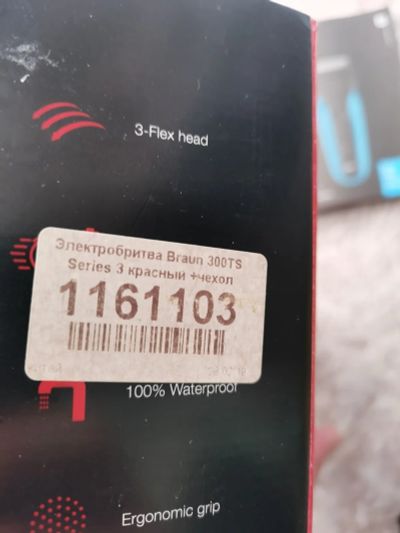 3-Flex head
Электробритва Braun 300TS
Series 3 красный +чехол
1161103
100% Waterproof
Ergonomic grip